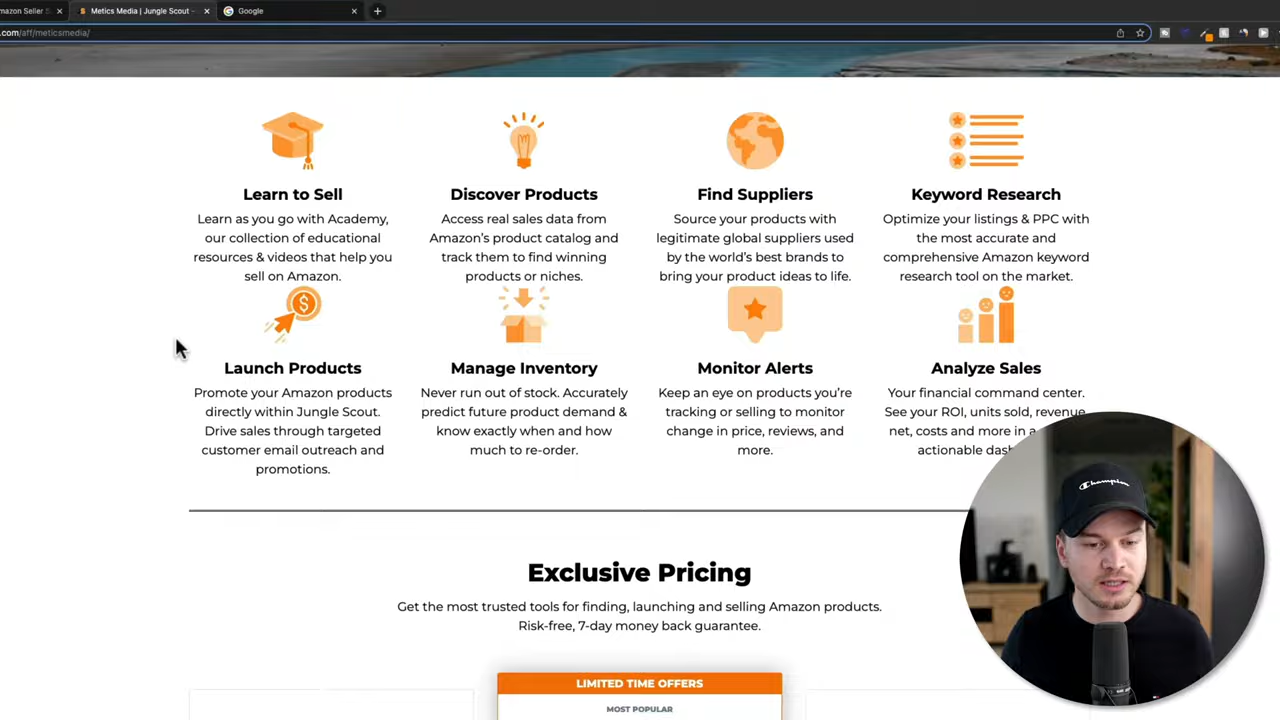 mazon Seller S
Metics Media | Jungle Scout -
Google
.com/aff/meticsmedia/
Learn to Sell
Learn as you go with Academy,
our collection of educational
resources & videos that help you
sell on Amazon.
Discover Products
Access real sales data from
Amazon's product catalog and
track them to find winning
products or niches.
Find Suppliers
Source your products with
legitimate global suppliers used
by the world's best brands to
bring your product ideas to life.
Keyword Research
Optimize your listings & PPC with
the most accurate and
comprehensive Amazon keyword
research tool on the market.
Launch Products
Promote your Amazon products
directly within Jungle Scout.
Drive sales through targeted
customer email outreach and
promotions.
Manage Inventory
Never run out of stock. Accurately
predict future product demand &
know exactly when and how
much to re-order.
Monitor Alerts
Keep an eye on products you're
tracking or selling to monitor
change in price, reviews, and
more.
Analyze Sales
Your financial command center.
See your ROI, units sold, revenue,
net, costs and more in a
actionable das
Exclusive Pricing
Get the most trusted tools for finding, launching and selling Amazon products.
Risk-free, 7-day money back guarantee.
LIMITED TIME OFFERS
MOST POPULAR
Champion